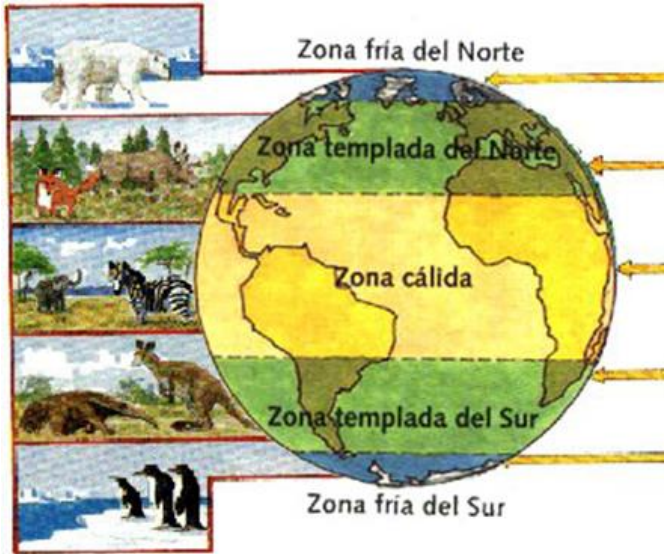 Zona fría del Norte
Zona templada del Norte
Zona cálida
Zona templada del Sur
Zona fría del Sur